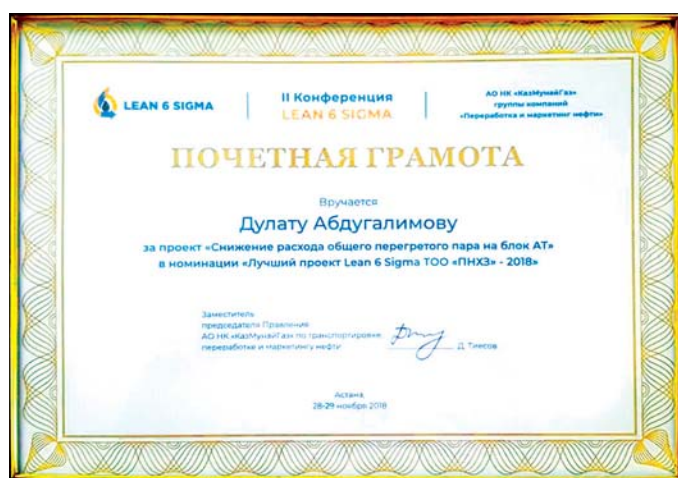 LEAN 6 SIGMA
II Конференция
LEAN 6 SIGMA
АО НК «КазМунайГаз»
группы компаний
«Переработка и маркетинг нефти»
ПОЧЕТНАЯ ГРАМОТА
Вручается
Дулату Абдугалимову
за проект «Снижение расхода общего перегретого пара на блок АТ»
в номинации «Лучший проект Lean 6 Sigma ТОО «ПНХЗ» - 2018»
Заместитель
председателя Правления
АО НК «КазМунайГаз» по транспортировке,
переработке и маркетингу нефти
Д. Тиесов
Астана,
28-29 ноября 2018